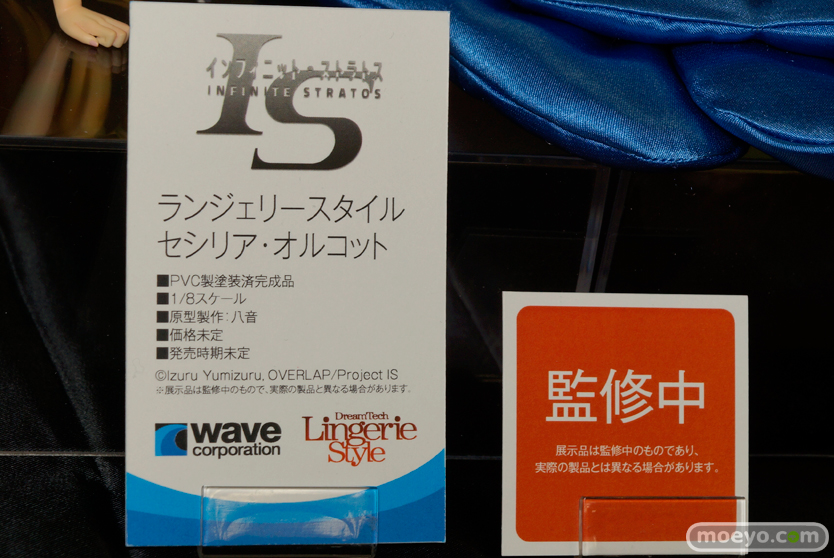 IS
インフィニット・ストラトス
INFINITE STRATOS
ランジェリースタイル
セシリア・オルコット
■PVC製塗装済完成品
■1/8スケール
■原型製作：八音
■価格未定
■発売時期未定
©Izuru Yumizuru, OVERLAP/Project IS
※展示品は監修中のもので、実際の製品と異なる場合があります。
wave
corporation
DreamTech
Lingerie
Style
監修中
展示品は監修中のものであり、
実際の製品とは異なる場合があります。
moeyo.com